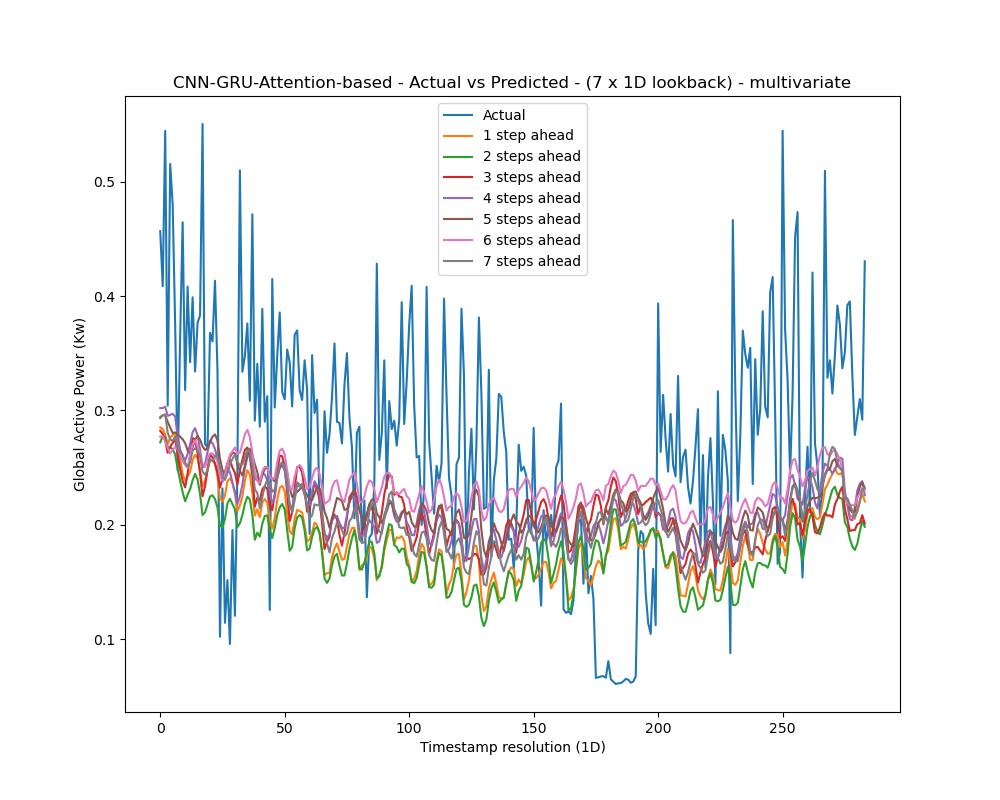 CNN-GRU-Attention-based - Actual vs Predicted - (7 x 1D lookback) - multivariate
Actual
1 step ahead
2 steps ahead
3 steps ahead
4 steps ahead
5 steps ahead
6 steps ahead
7 steps ahead
Global Active Power (Kw)
0.5
0.4
0.3
0.2
0.1
0 50 100 150 200 250
Timestamp resolution (1D)